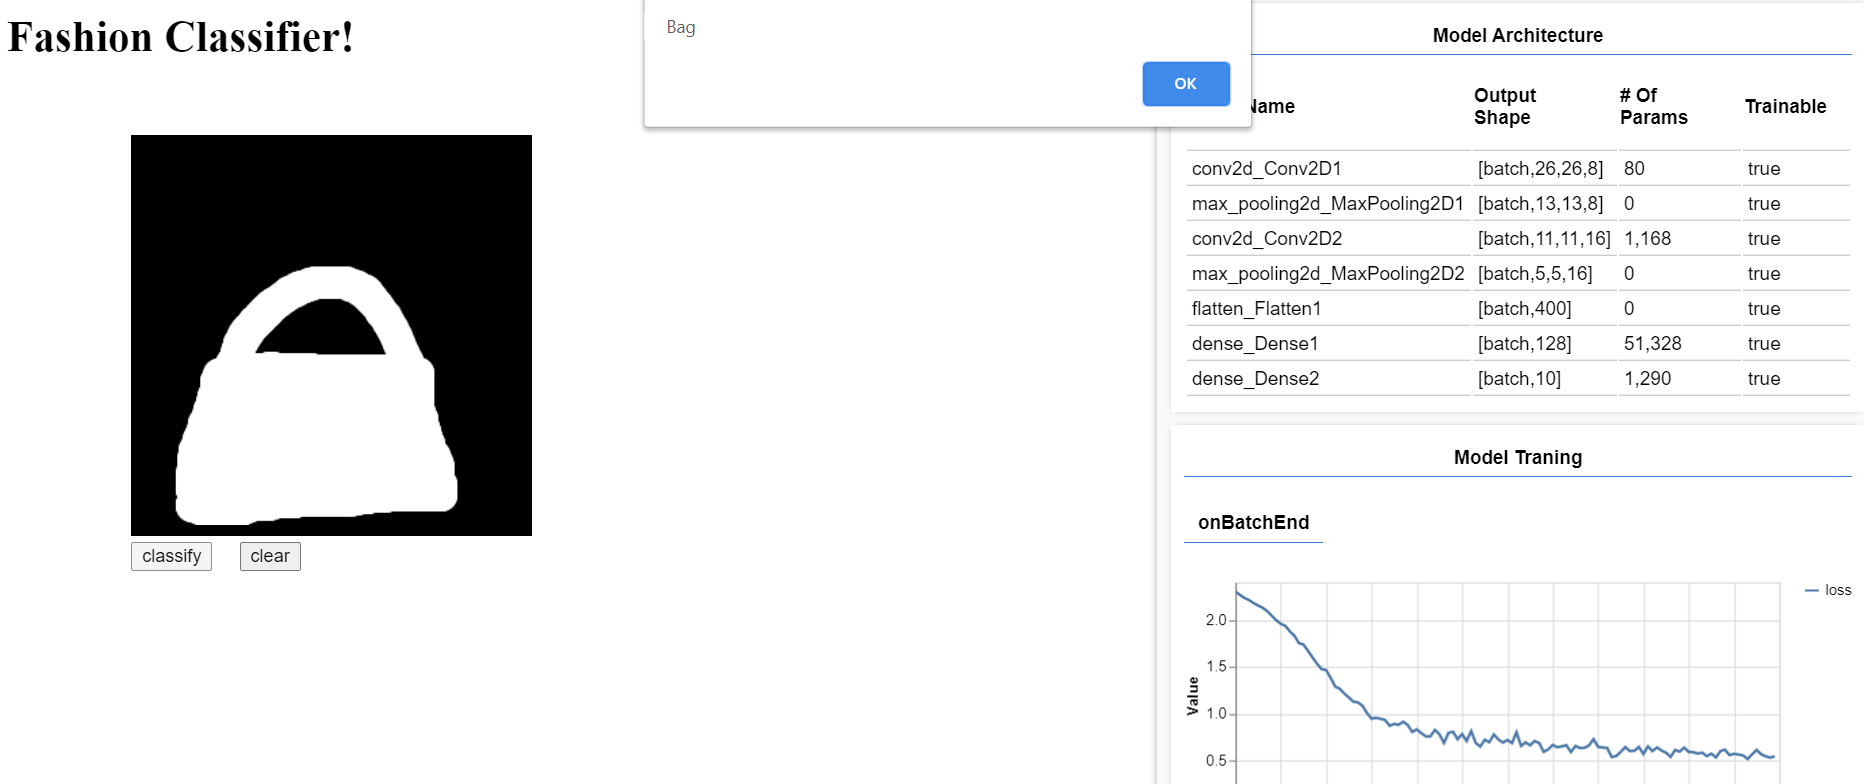 Fashion Classifier!
Bag
OK
classify
clear
Model Architecture
Name
Output Shape
# Of Params
Trainable
conv2d_Conv2D1 [batch,26,26,8] 80 true
max_pooling2d_MaxPooling2D1 [batch,13,13,8] 0 true
conv2d_Conv2D2 [batch,11,11,16] 1,168 true
max_pooling2d_MaxPooling2D2 [batch,5,5,16] 0 true
flatten_Flatten1 [batch,400] 0 true
dense_Dense1 [batch,128] 51,328 true
dense_Dense2 [batch,10] 1,290 true
Model Traning
onBatchEnd
loss
2.0
1.5
1.0
0.5
Value